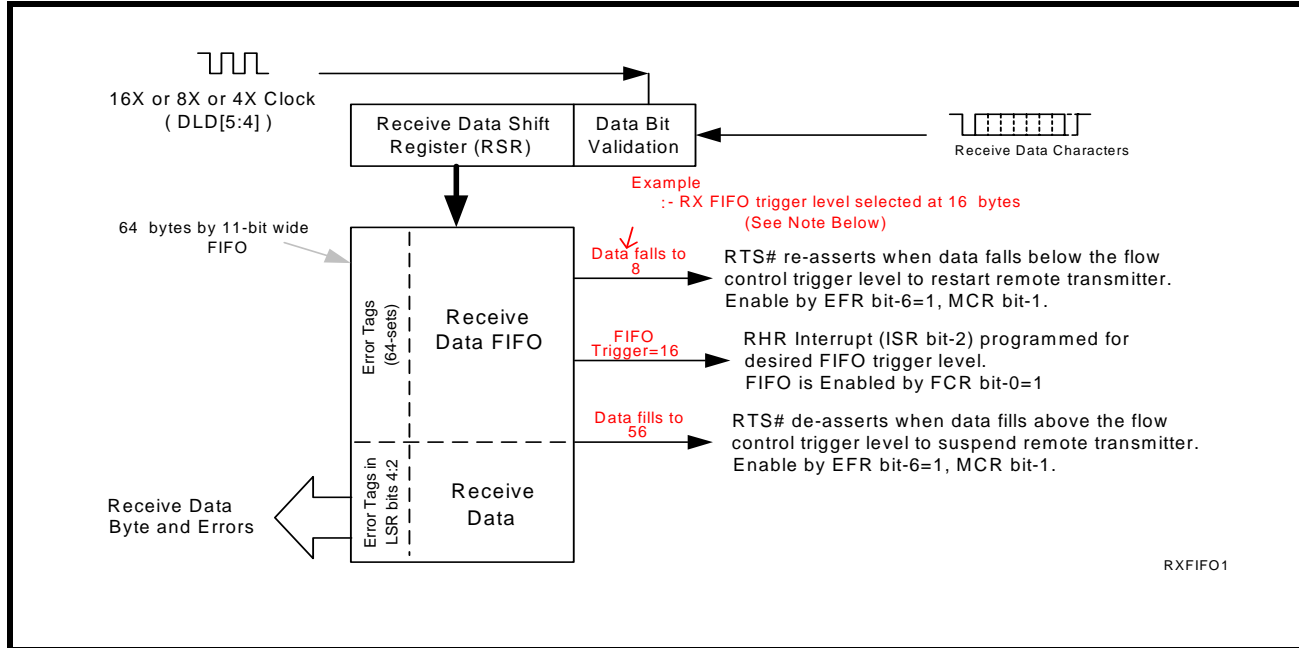 16X or 8X or 4X Clock
( DLD[5:4] )
Receive Data Shift
Register (RSR)
Data Bit
Validation
Receive Data Characters
Example
:- RX FIFO trigger level selected at 16 bytes
(See Note Below)
64 bytes by 11-bit wide
FIFO
Error Tags
(64-sets)
Receive
Data FIFO
Data falls to
8
RTS# re-asserts when data falls below the flow
control trigger level to restart remote transmitter.
Enable by EFR bit-6=1, MCR bit-1.
FIFO
Trigger=16
RHR Interrupt (ISR bit-2) programmed for
desired FIFO trigger level.
FIFO is Enabled by FCR bit-0=1
Data fills to
56
RTS# de-asserts when data fills above the flow
control trigger level to suspend remote transmitter.
Enable by EFR bit-6=1, MCR bit-1.
Error Tags in
LSR bits 4:2
Receive
Data
Receive Data
Byte and Errors
RXFIFO1